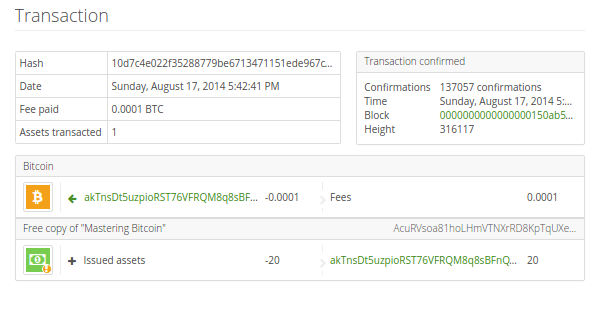 Transaction
Hash 10d7c4e022f35288779be6713471151ede967c...
Date Sunday, August 17, 2014 5:42:41 PM
Fee paid 0.0001 BTC
Assets transacted 1
Transaction confirmed
Confirmations 137057 confirmations
Time Sunday, August 17, 2014 5:...
Block 0000000000000000150ab5...
Height 316117
Bitcoin
akTnsDt5uzpioRST76VFRQM8q8sBF... -0.0001 Fees 0.0001
Free copy of "Mastering Bitcoin" AcuRVsoa81hoLHmVTNXrRD8KpTqUXe...
Issued assets -20 akTnsDt5uzpioRST76VFRQM8q8sBFnQ... 20